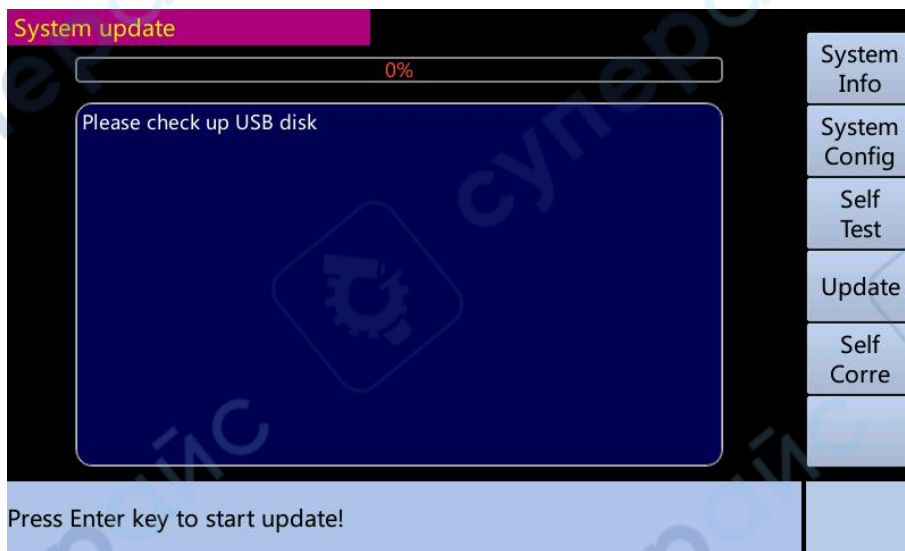 System update
0%
Please check up USB disk
System
Info
System
Config
Self
Test
Update
Self
Corre
Press Enter key to start update!
суперайс